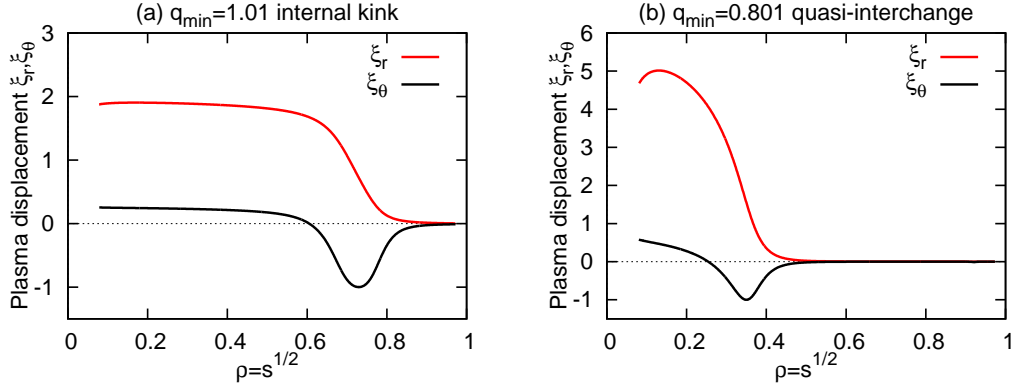 (a) q_min=1.01 internal kink
Plasma displacement ξ_r,ξ_θ
3
2
1
0
-1
ξ_r
ξ_θ
0 0.2 0.4 0.6 0.8 1
ρ=s^1/2
(b) q_min=0.801 quasi-interchange
Plasma displacement ξ_r,ξ_θ
6
5
4
3
2
1
0
-1
ξ_r
ξ_θ
0 0.2 0.4 0.6 0.8 1
ρ=s^1/2